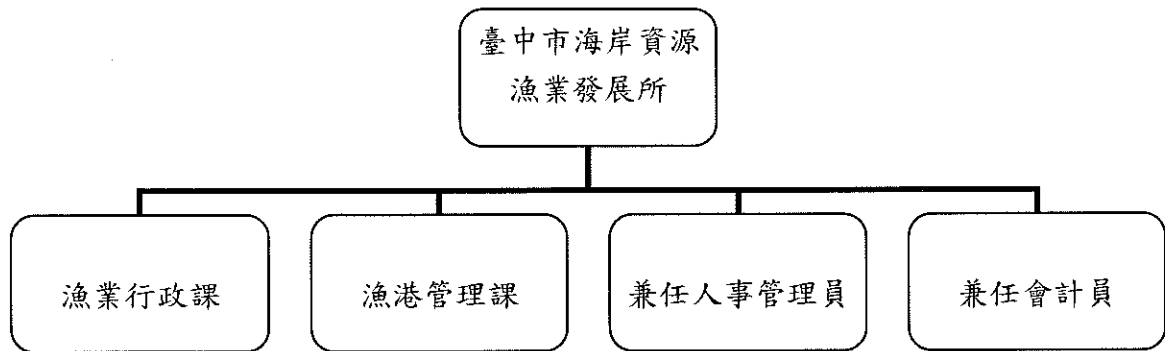 臺中市海岸資源
漁業發展所
漁業行政課
漁港管理課
兼任人事管理員
兼任會計員